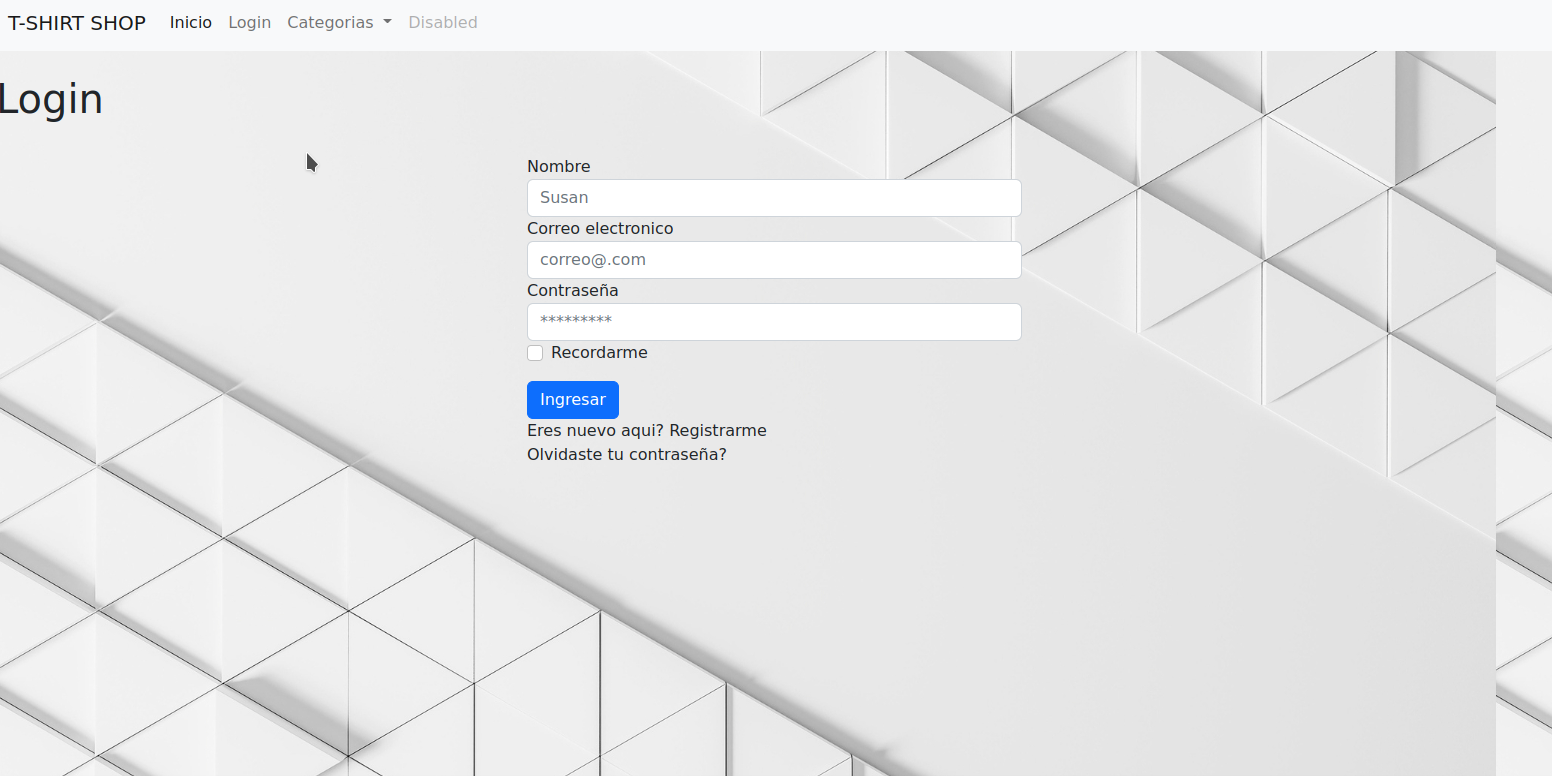 T-SHIRT SHOP Inicio Login Categorias Disabled
Login
Nombre
Susan
Correo electronico
correo@.com
Contraseña
*********
Recordarme
Ingresar
Eres nuevo aqui? Registrarme
Olvidaste tu contraseña?